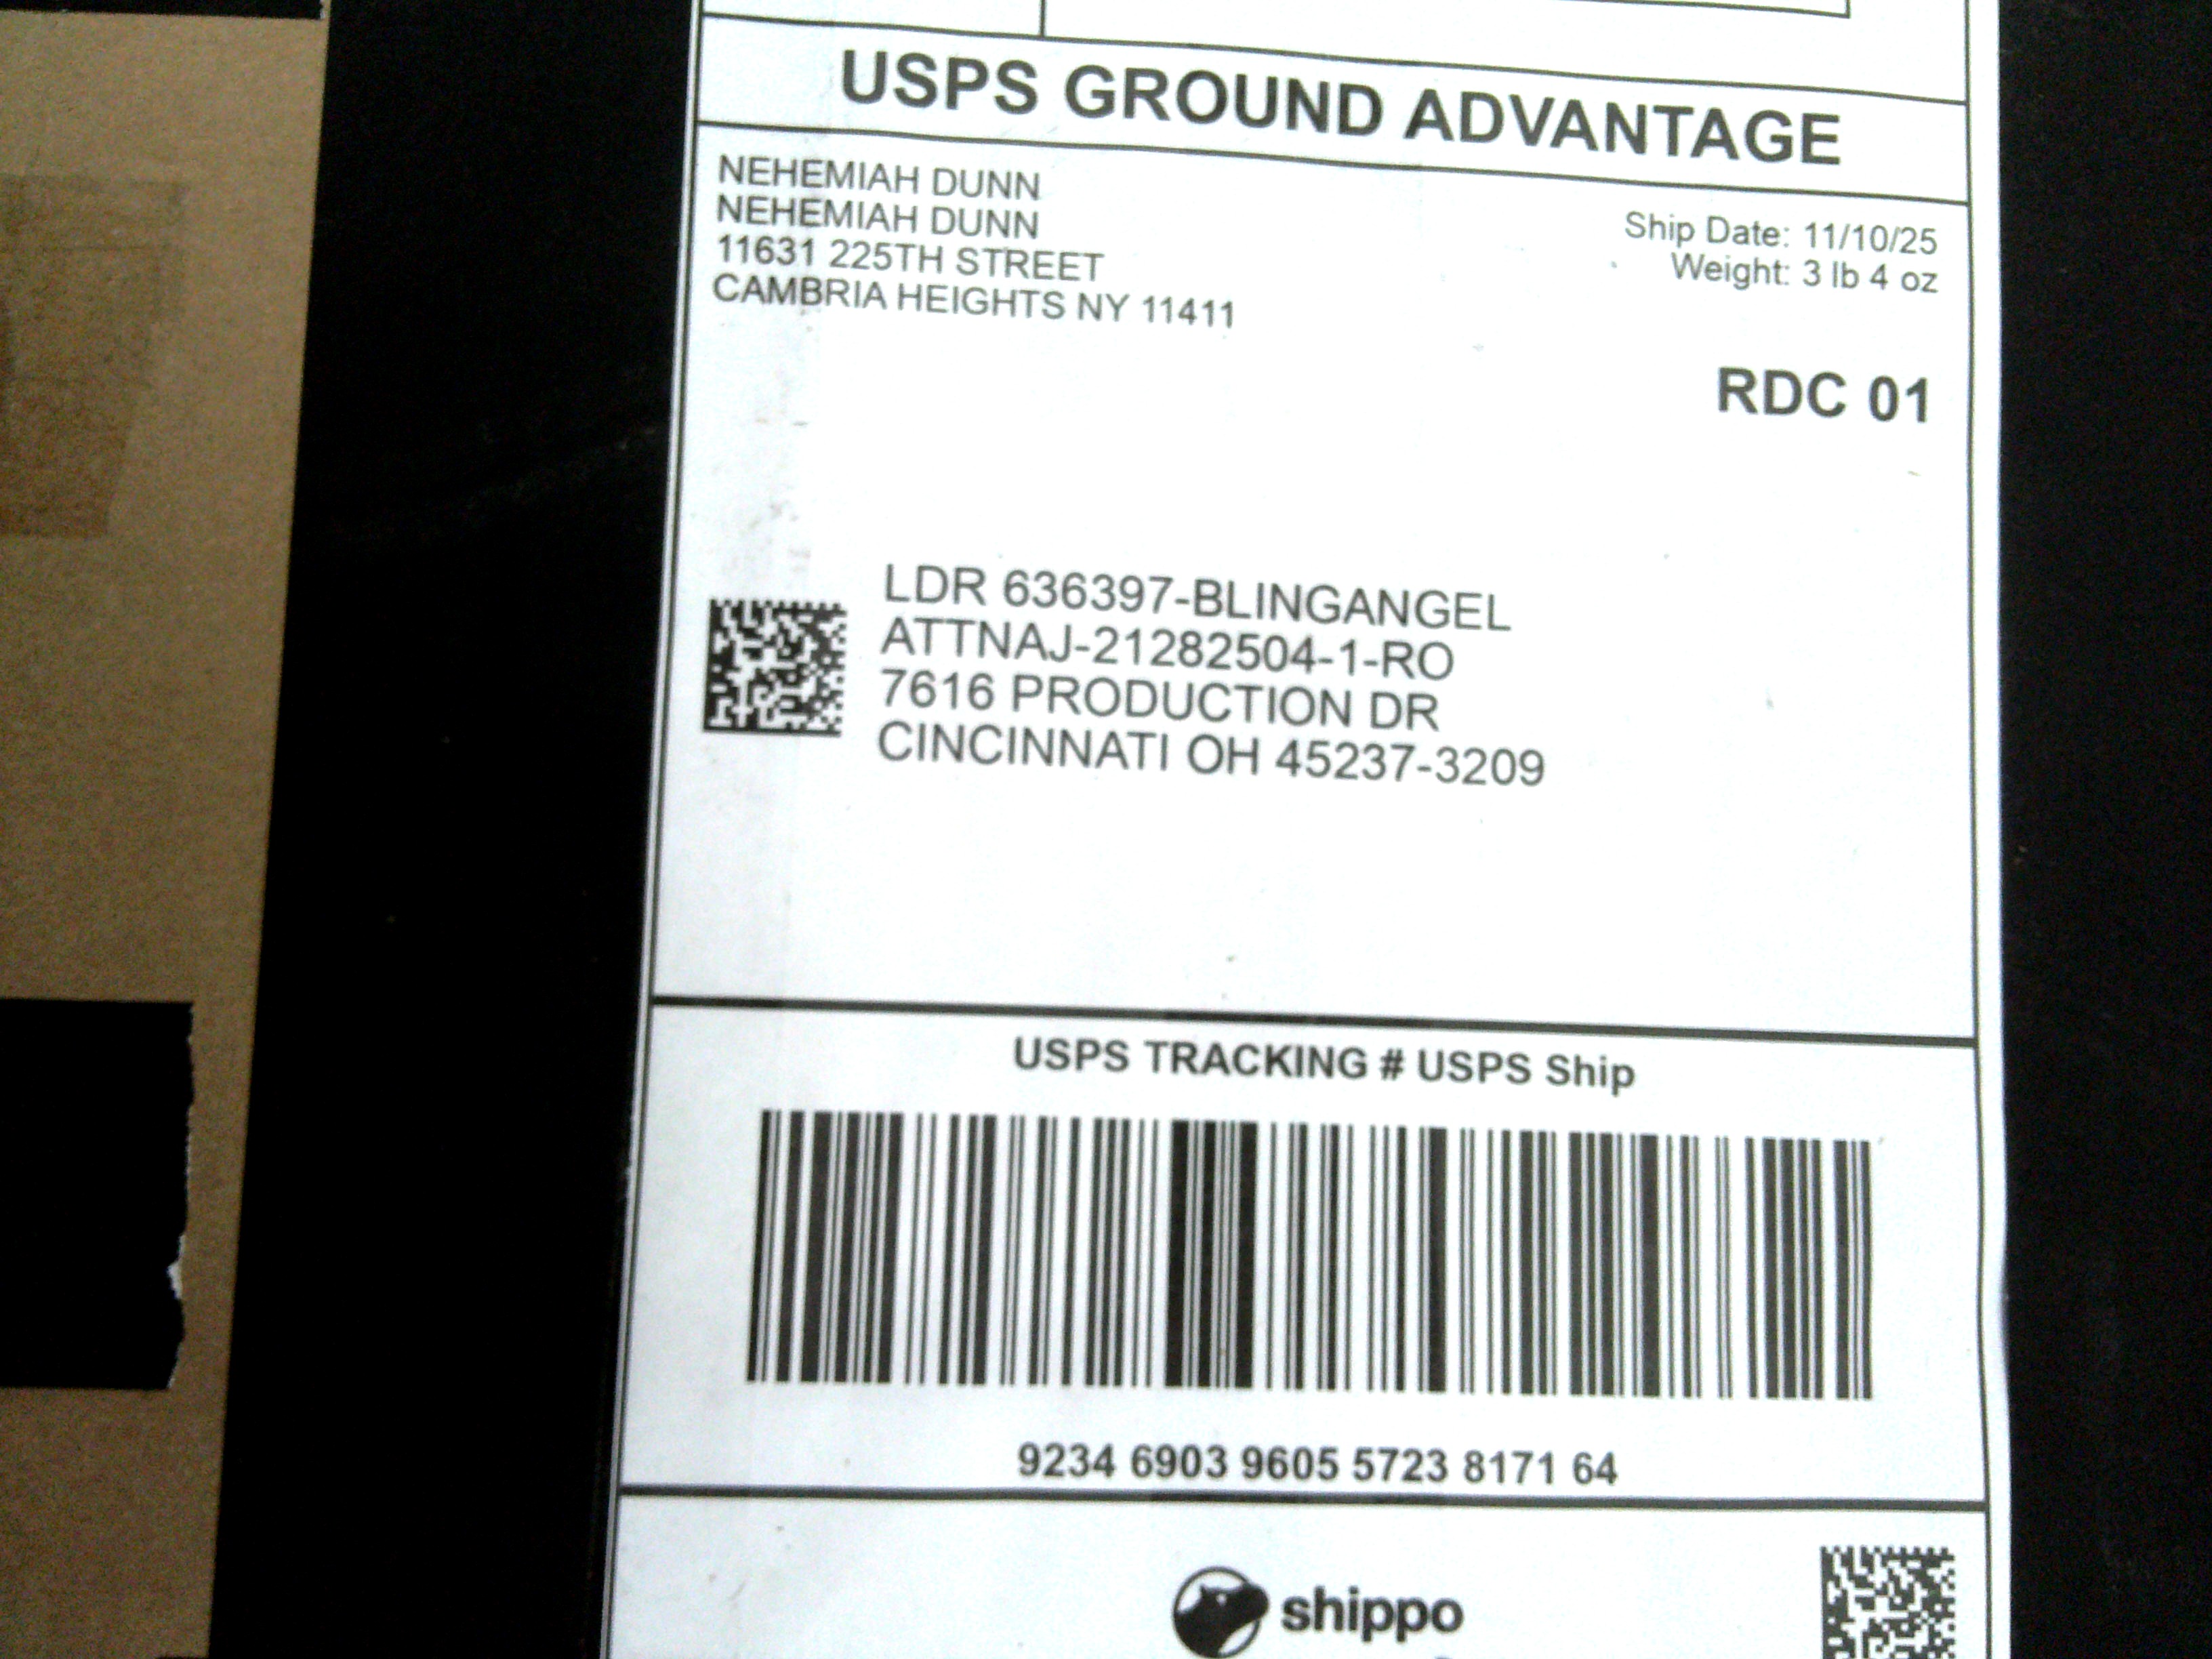 USPS GROUND ADVANTAGE
NEHEMIAH DUNN
NEHEMIAH DUNN
11631 225TH STREET
CAMBRIA HEIGHTS NY 11411
Ship Date: 11/10/25
Weight: 3 lb 4 oz
RDC 01
LDR 636397-BLINGANGEL
ATTNAJ-21282504-1-RO
7616 PRODUCTION DR
CINCINNATI OH 45237-3209
USPS TRACKING # USPS Ship
9234 6903 9605 5723 8171 64
shippo